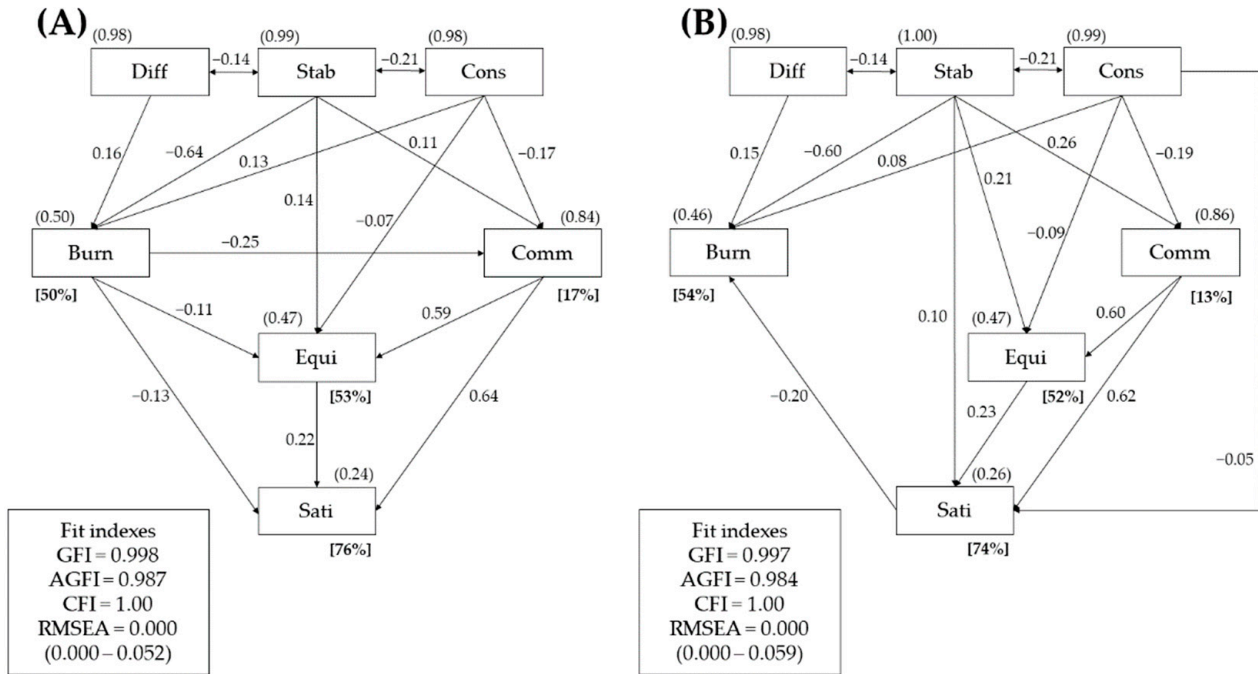 (A)
(0.98) (0.99) (0.98)
Diff −0.14 Stab −0.21 Cons
0.16 −0.64 0.13 0.11 −0.17
0.14 −0.07
(0.50) (0.84)
Burn −0.25 Comm
[50%] [17%]
−0.11 (0.47) 0.59
Equi
[53%]
−0.13 0.64
0.22
(0.24)
Sati
[76%]
Fit indexes
GFI = 0.998
AGFI = 0.987
CFI = 1.00
RMSEA = 0.000
(0.000 – 0.052)
(B)
(0.98) (1.00) (0.99)
Diff −0.14 Stab −0.21 Cons
0.15 −0.60 0.08 0.26 −0.19
0.21
(0.46) −0.09 (0.86)
Burn Comm
[54%] [13%]
0.10 (0.47) 0.60
Equi
[52%]
−0.20 0.23 0.62
−0.05
(0.26)
Sati
[74%]
Fit indexes
GFI = 0.997
AGFI = 0.984
CFI = 1.00
RMSEA = 0.000
(0.000 – 0.059)